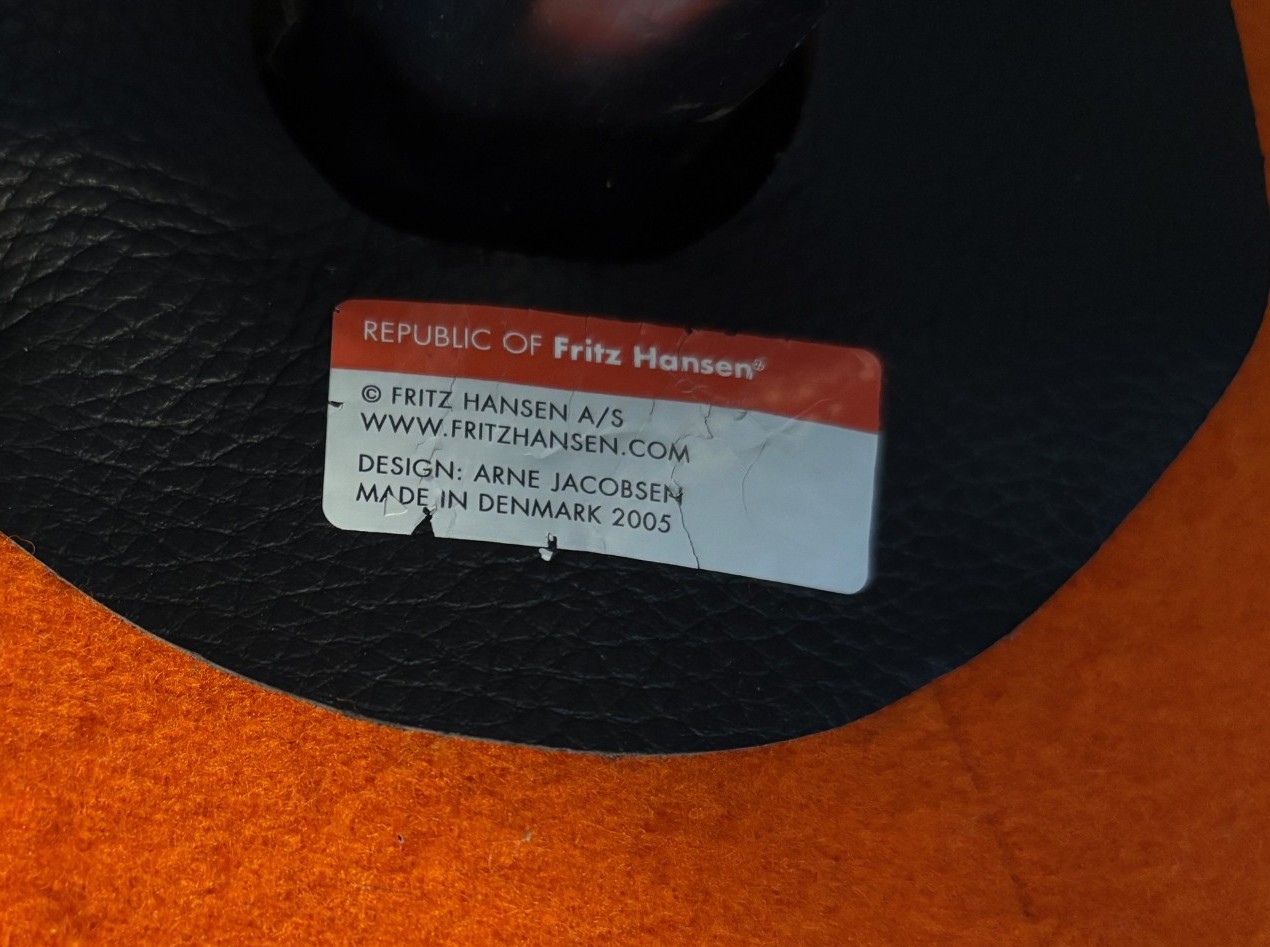 REPUBLIC OF Fritz Hansen®
© FRITZ HANSEN A/S
WWW.FRITZHANSEN.COM
DESIGN: ARNE JACOBSEN
MADE IN DENMARK 2005